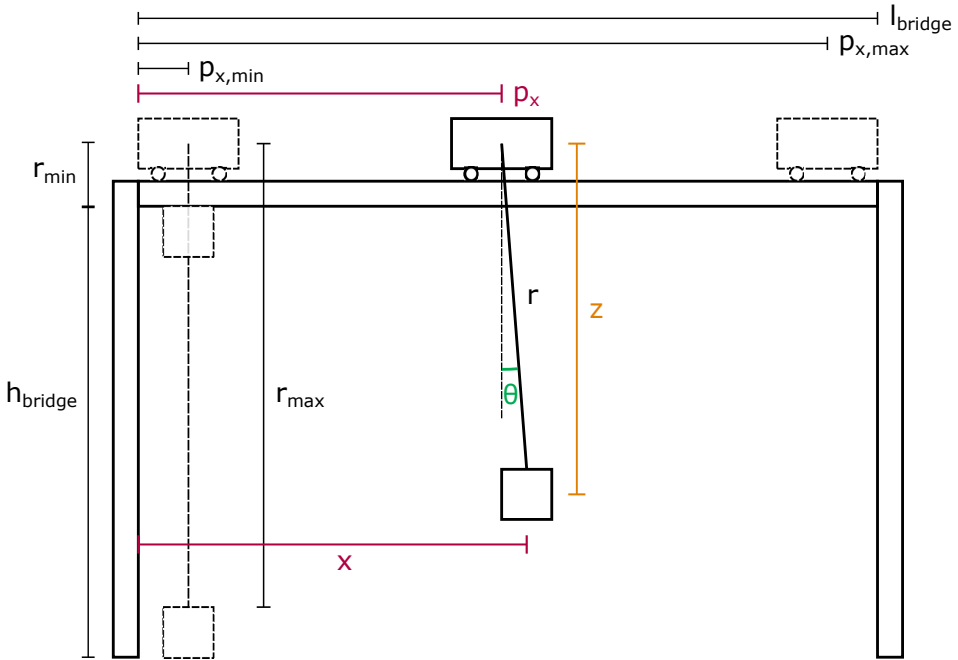 l_bridge
p_x,max
p_x,min
p_x
r_min
r
z
h_bridge
r_max
θ
x